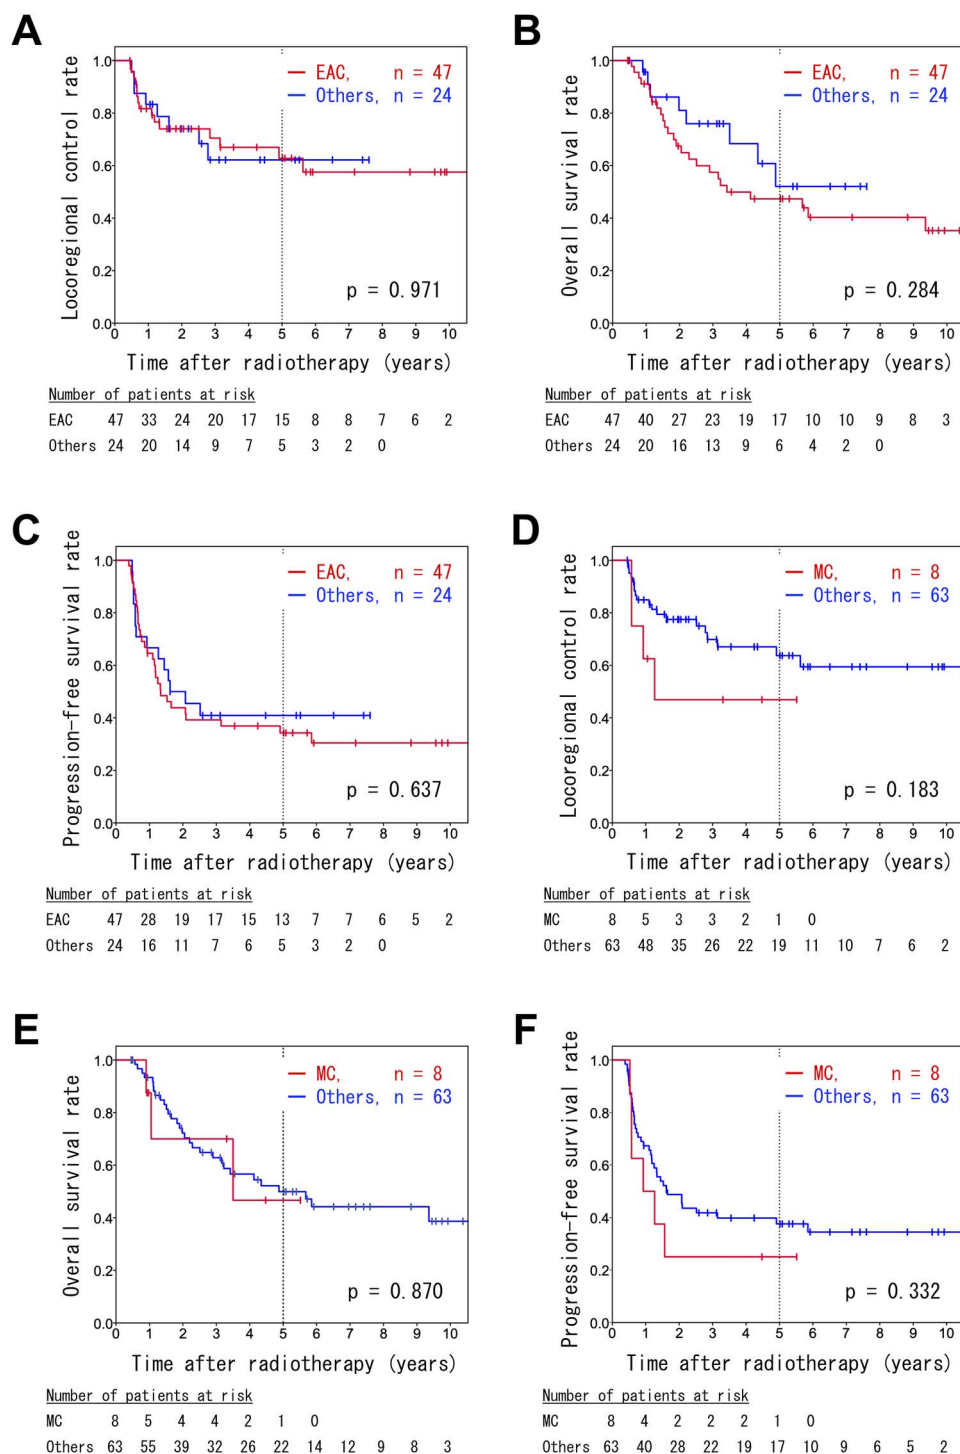 A
Locoregional control rate
1.0
0.8
0.6
0.4
0.2
0.0
EAC, n = 47
Others, n = 24
p = 0.971
0 1 2 3 4 5 6 7 8 9 10
Time after radiotherapy (years)
Number of patients at risk
EAC 47 33 24 20 17 15 8 8 7 6 2
Others 24 20 14 9 7 5 3 2 0
B
Overall survival rate
1.0
0.8
0.6
0.4
0.2
0.0
EAC, n = 47
Others, n = 24
p = 0.284
0 1 2 3 4 5 6 7 8 9 10
Time after radiotherapy (years)
Number of patients at risk
EAC 47 40 27 23 19 17 10 10 9 8 3
Others 24 20 16 13 9 6 4 2 0
C
Progression-free survival rate
1.0
0.8
0.6
0.4
0.2
0.0
EAC, n = 47
Others, n = 24
p = 0.637
0 1 2 3 4 5 6 7 8 9 10
Time after radiotherapy (years)
Number of patients at risk
EAC 47 28 19 17 15 13 7 7 6 5 2
Others 24 16 11 7 6 5 3 2 0
D
Locoregional control rate
1.0
0.8
0.6
0.4
0.2
0.0
MC, n = 8
Others, n = 63
p = 0.183
0 1 2 3 4 5 6 7 8 9 10
Time after radiotherapy (years)
Number of patients at risk
MC 8 5 3 3 2 1 0
Others 63 48 35 26 22 19 11 10 7 6 2
E
Overall survival rate
1.0
0.8
0.6
0.4
0.2
0.0
MC, n = 8
Others, n = 63
p = 0.870
0 1 2 3 4 5 6 7 8 9 10
Time after radiotherapy (years)
Number of patients at risk
MC 8 5 4 4 2 1 0
Others 63 55 39 32 26 22 14 12 9 8 3
F
Progression-free survival rate
1.0
0.8
0.6
0.4
0.2
0.0
MC, n = 8
Others, n = 63
p = 0.332
0 1 2 3 4 5 6 7 8 9 10
Time after radiotherapy (years)
Number of patients at risk
MC 8 4 2 2 2 1 0
Others 63 40 28 22 19 17 10 9 6 5 2